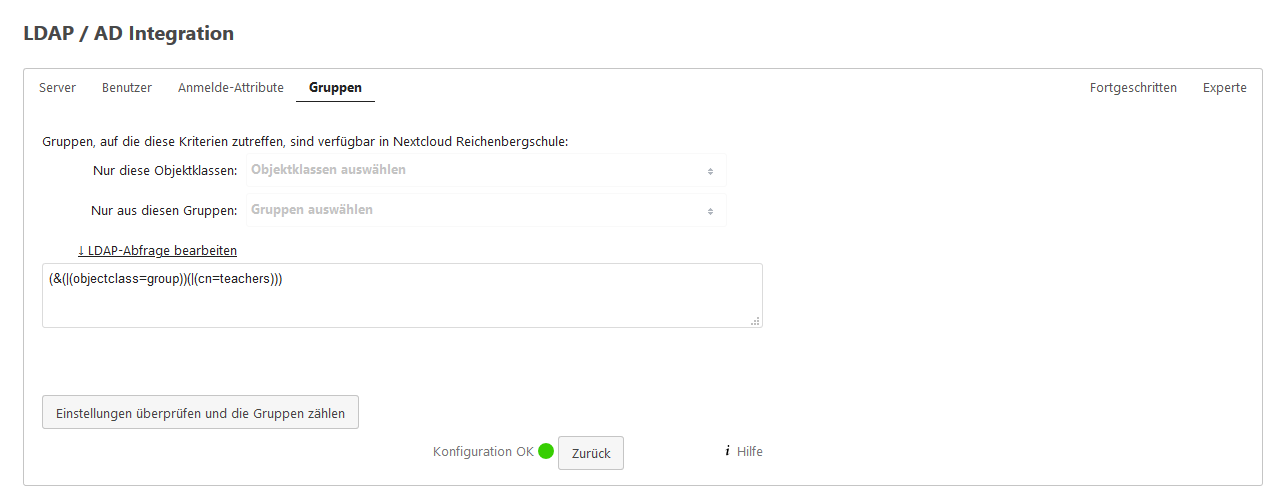 LDAP / AD Integration
Server Benutzer Anmelde-Attribute Gruppen Fortgeschritten Experte
Gruppen, auf die diese Kriterien zutreffen, sind verfügbar in Nextcloud Reichenbergschule:
Nur diese Objektklassen: Objektklassen auswählen
Nur aus diesen Gruppen: Gruppen auswählen
↓ LDAP-Abfrage bearbeiten
(&(|(objectclass=group))(|(cn=teachers)))
Einstellungen überprüfen und die Gruppen zählen
Konfiguration OK Zurück i Hilfe